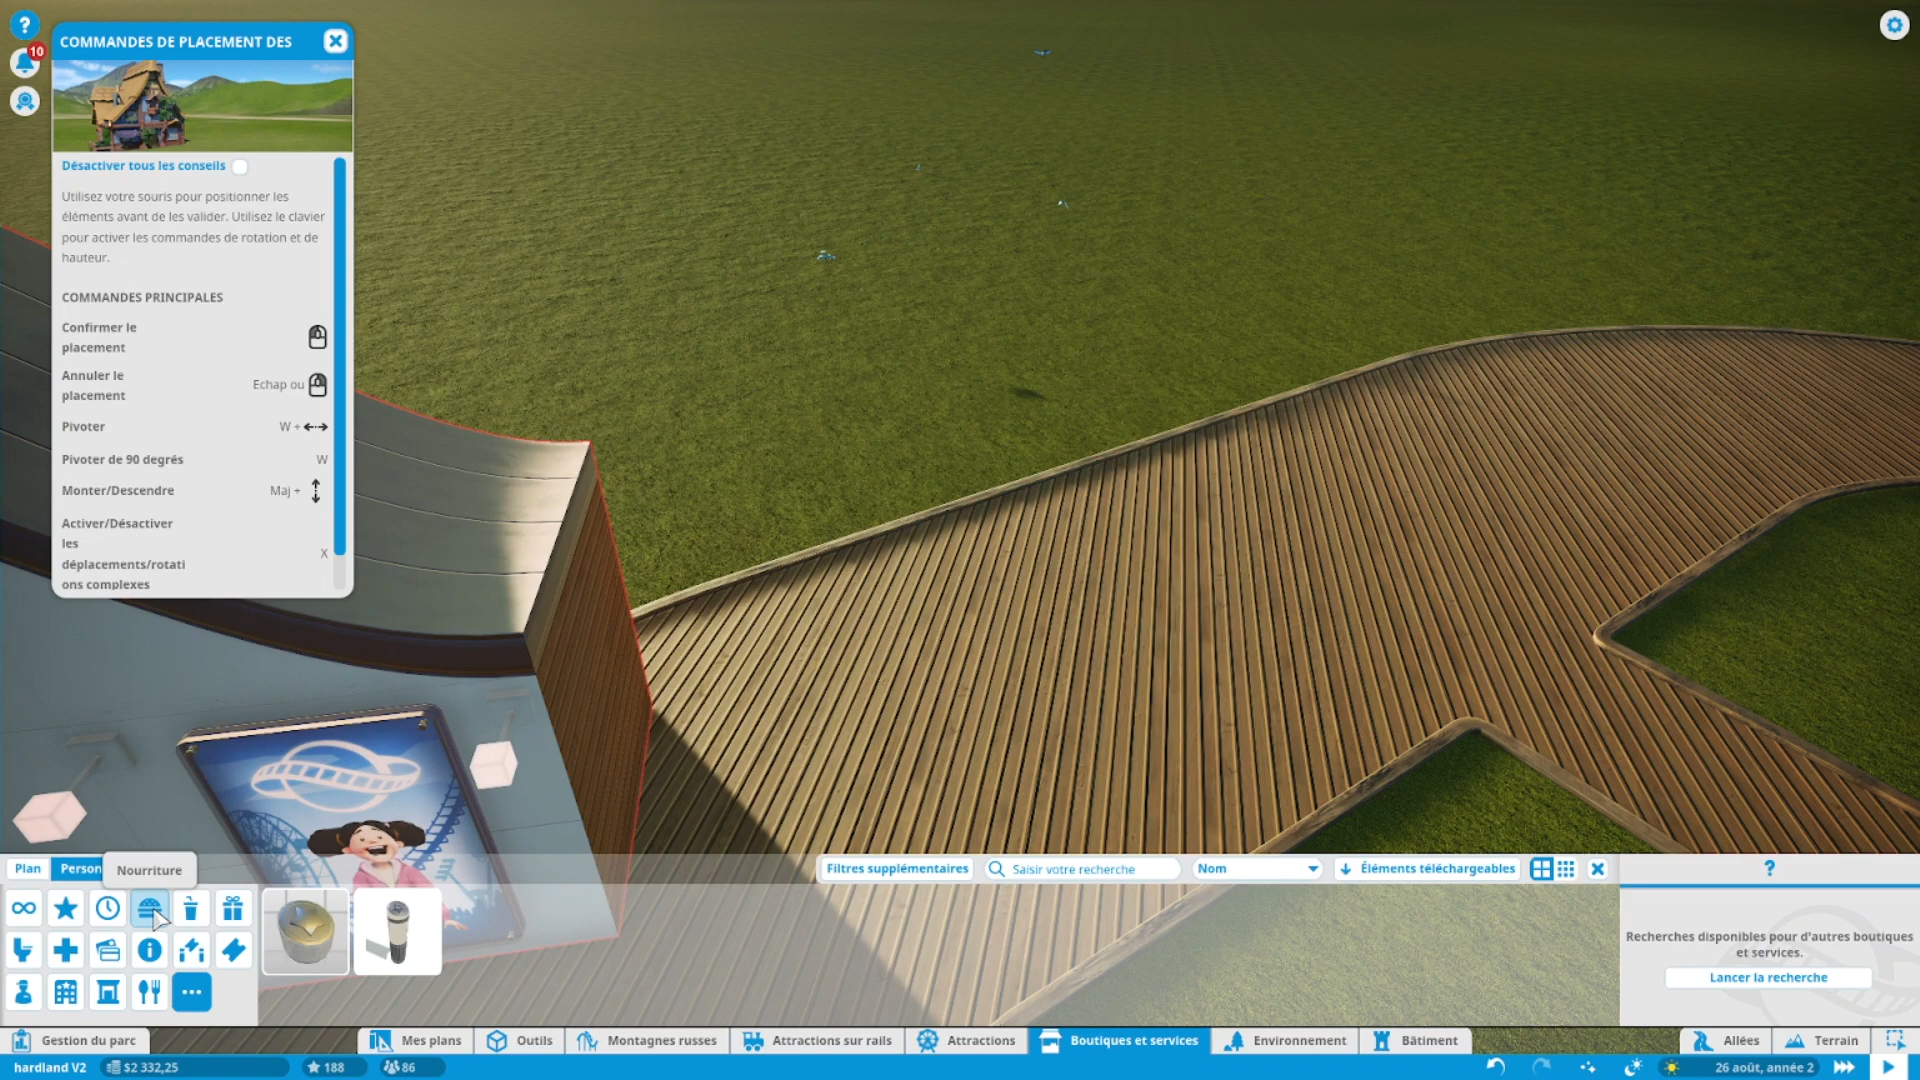 ?
10
COMMANDES DE PLACEMENT DES
Désactiver tous les conseils
Utilisez votre souris pour positionner les
éléments avant de les valider. Utilisez le clavier
pour activer les commandes de rotation et de
hauteur.
COMMANDES PRINCIPALES
Confirmer le
placement
Annuler le
placement
Echap ou
Pivoter
W +
Pivoter de 90 degrés
W
Monter/Descendre
Maj +
Activer/Désactiver
les
déplacements/rotati
ons complexes
X
Plan
Person
Nourriture
Filtres supplémentaires
Saisir votre recherche
Nom
Éléments téléchargeables
?
Recherches disponibles pour d'autres boutiques
et services.
Lancer la recherche
Gestion du parc
Mes plans
Outils
Montagnes russes
Attractions sur rails
Attractions
Boutiques et services
Environnement
Bâtiment
Allées
Terrain
hardland V2
$2 332,25
188
86
26 août, année 2